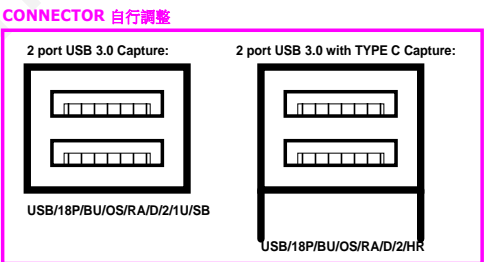 CONNECTOR 自行調整
2 port USB 3.0 Capture:
2 port USB 3.0 with TYPE C Capture:
USB/18P/BU/OS/RA/D/2/1U/SB
USB/18P/BU/OS/RA/D/2/HR